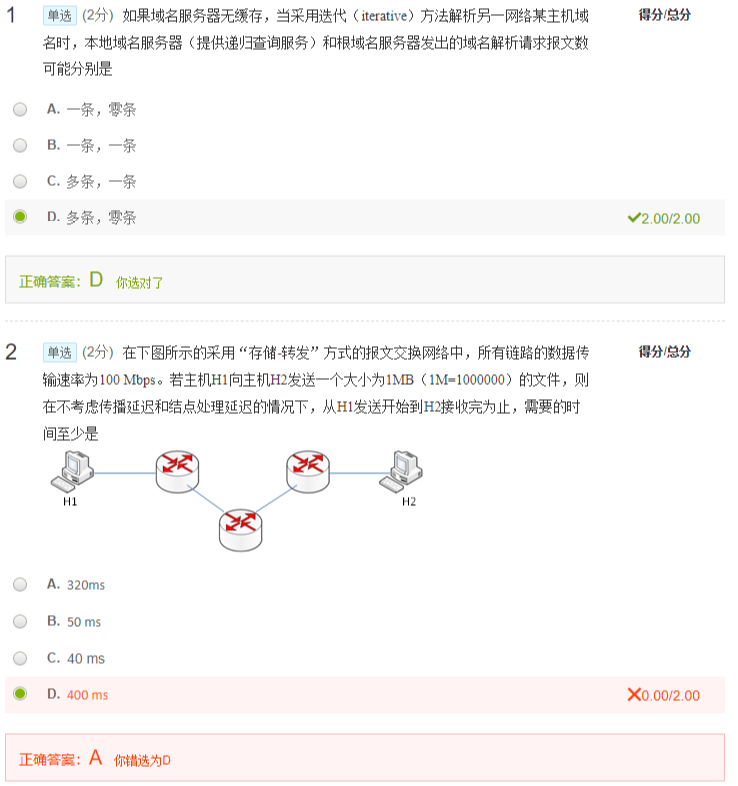 1 单选 (2分) 如果域名服务器无缓存，当采用迭代（iterative）方法解析另一网络某主机域 得分/总分
名时，本地域名服务器（提供递归查询服务）和根域名服务器发出的域名解析请求报文数
可能分别是
A. 一条，零条
B. 一条，一条
C. 多条，一条
D. 多条，零条 2.00/2.00
正确答案：D 你选对了
2 单选 (2分) 在下图所示的采用“存储-转发”方式的报文交换网络中，所有链路的数据传 得分/总分
输速率为100 Mbps。若主机H1向主机H2发送一个大小为1MB（1M=1000000）的文件，则
在不考虑传播延迟和结点处理延迟的情况下，从H1发送开始到H2接收完为止，需要的时
间至少是
H1 H2
A. 320ms
B. 50 ms
C. 40 ms
D. 400 ms 0.00/2.00
正确答案：A 你错选为D